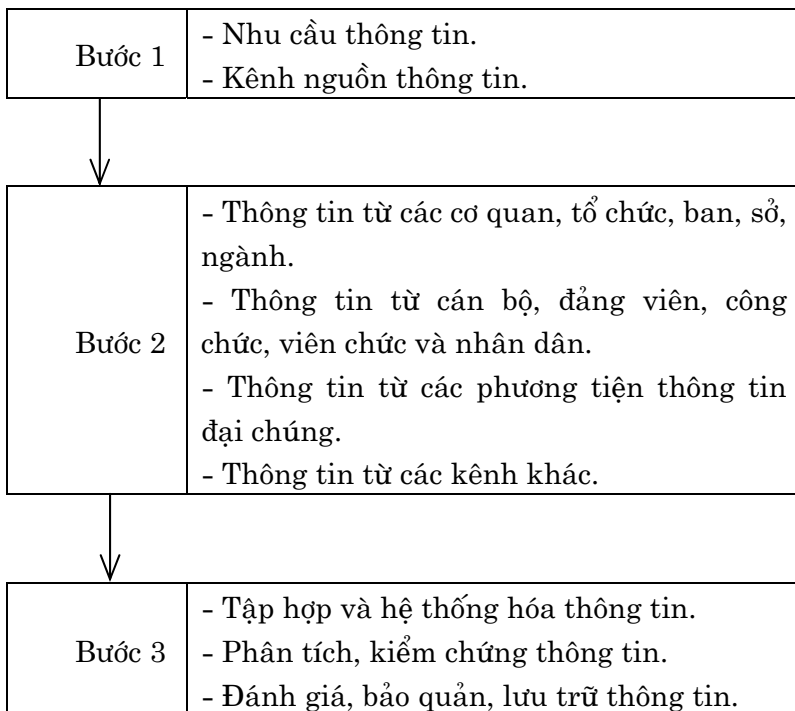 Bước 1
- Nhu cầu thông tin.
- Kênh nguồn thông tin.
Bước 2
- Thông tin từ các cơ quan, tổ chức, ban, sở,
ngành.
- Thông tin từ cán bộ, đảng viên, công
chức, viên chức và nhân dân.
- Thông tin từ các phương tiện thông tin
đại chúng.
- Thông tin từ các kênh khác.
Bước 3
- Tập hợp và hệ thống hóa thông tin.
- Phân tích, kiểm chứng thông tin.
- Đánh giá, bảo quản, lưu trữ thông tin.